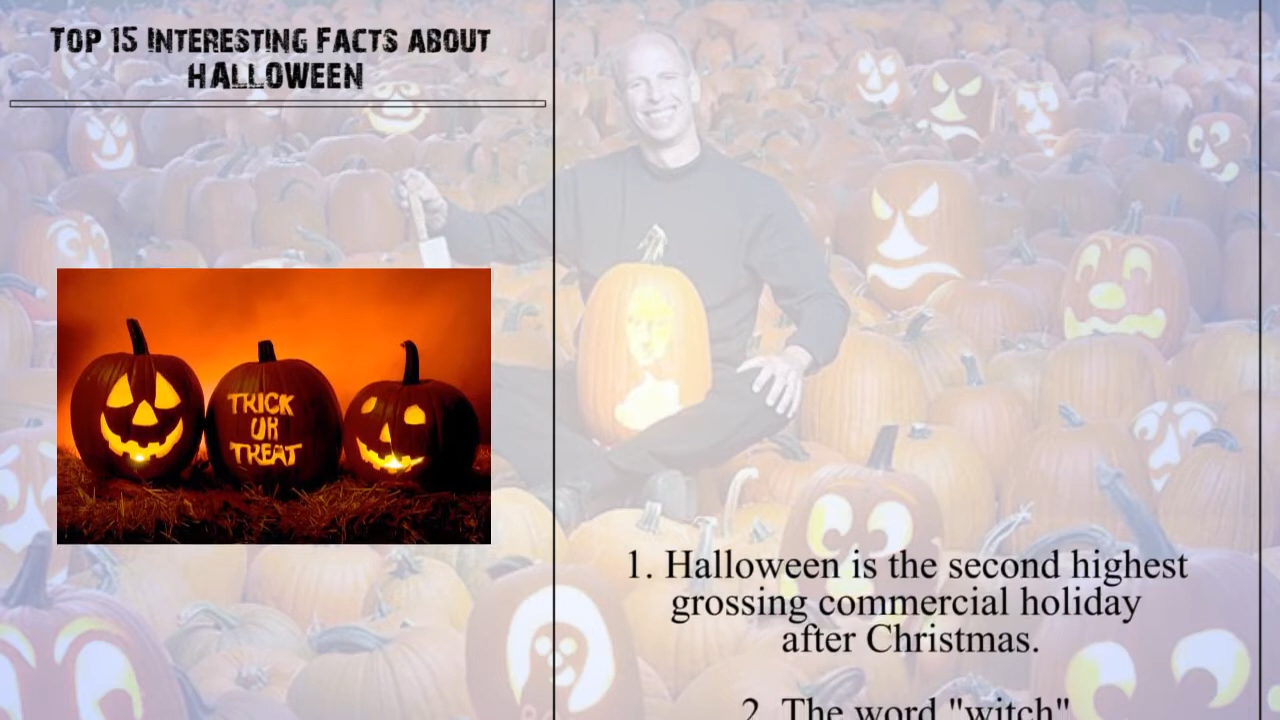 Top 15 Interesting Facts about
Halloween
TRICK
OR
TREAT
1. Halloween is the second highest
grossing commercial holiday
after Christmas.
2. The word "witch"